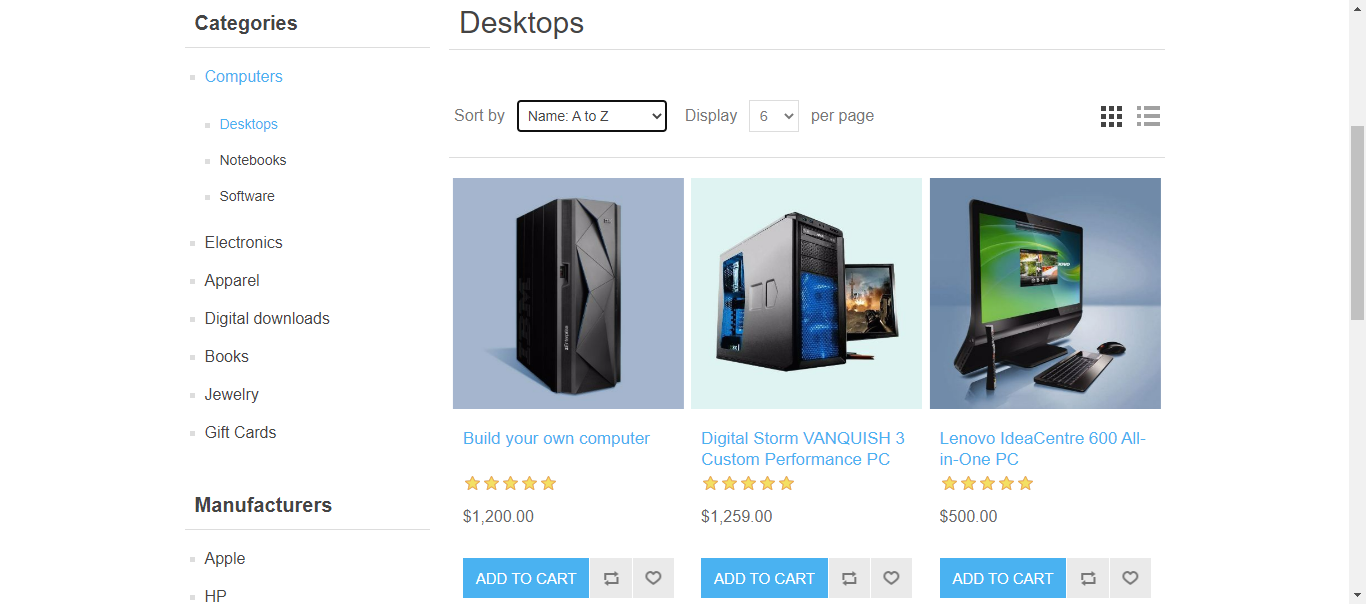 Categories
Computers
Desktops
Notebooks
Software
Electronics
Apparel
Digital downloads
Books
Jewelry
Gift Cards
Manufacturers
Apple
HP
Desktops
Sort by Name: A to Z Display 6 per page
Build your own computer
$1,200.00
ADD TO CART
Digital Storm VANQUISH 3
Custom Performance PC
$1,259.00
ADD TO CART
Lenovo IdeaCentre 600 All-
in-One PC
$500.00
ADD TO CART